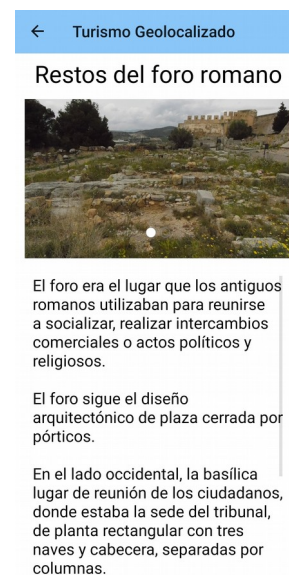 Turismo Geolocalizado
Restos del foro romano
El foro era el lugar que los antiguos
romanos utilizaban para reunirse
a socializar, realizar intercambios
comerciales o actos políticos y
religiosos.
El foro sigue el diseño
arquitectónico de plaza cerrada por
pórticos.
En el lado occidental, la basílica
lugar de reunión de los ciudadanos,
donde estaba la sede del tribunal,
de planta rectangular con tres
naves y cabecera, separadas por
columnas.